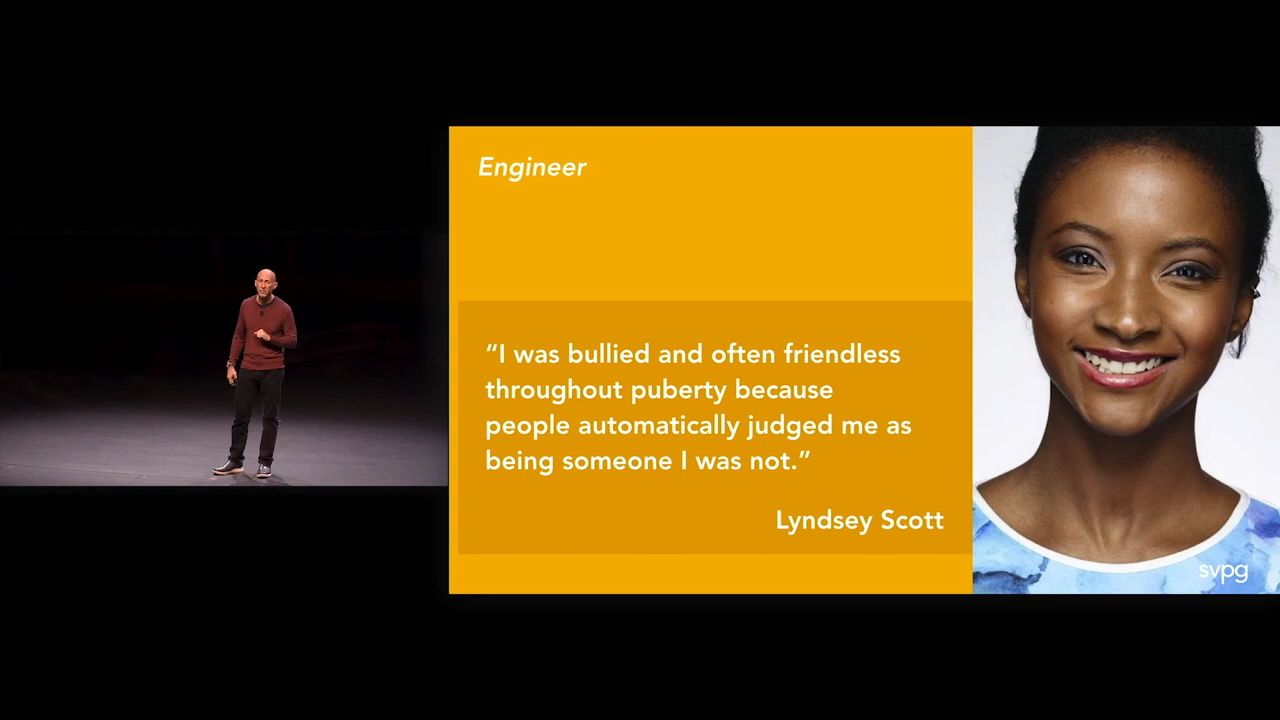 Engineer
“I was bullied and often friendless
throughout puberty because
people automatically judged me as
being someone I was not.”
Lyndsey Scott
svpg